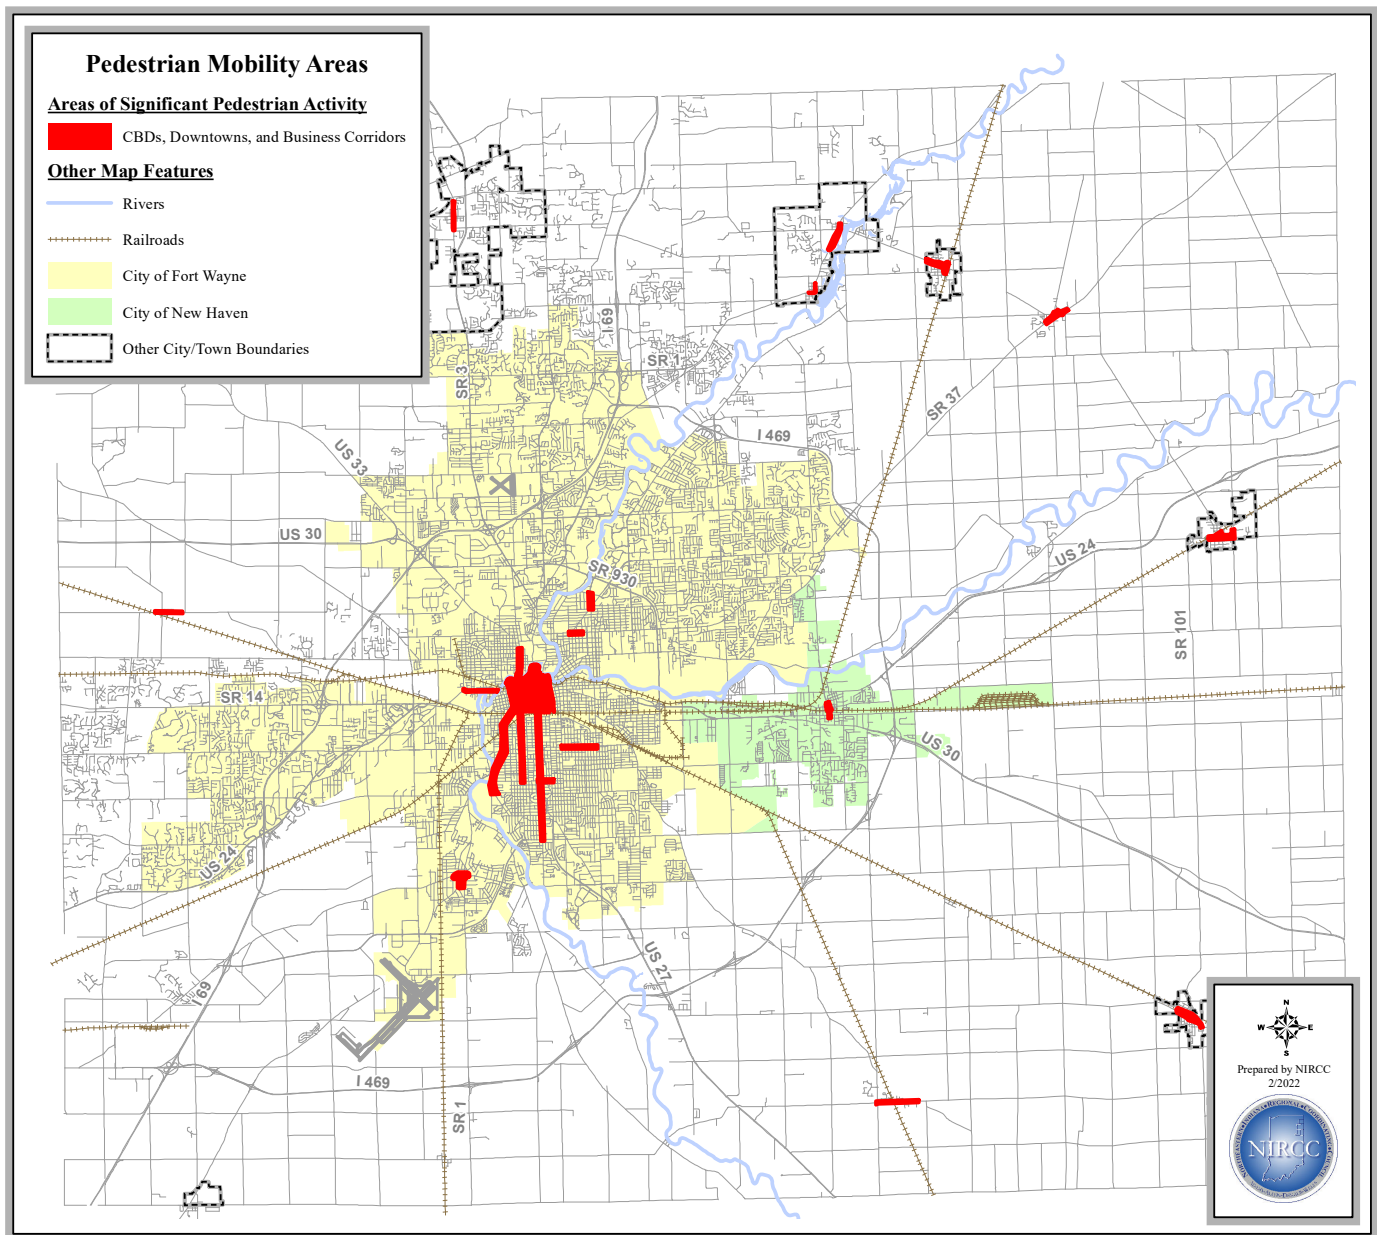 Pedestrian Mobility Areas
Areas of Significant Pedestrian Activity
CBDs, Downtowns, and Business Corridors
Other Map Features
Rivers
Railroads
City of Fort Wayne
City of New Haven
Other City/Town Boundaries
I 69
SR 1
SR 3
SR 37
I 469
US 33
US 30
US 24
SR 930
SR 101
SR 14
US 30
US 24
US 27
I 69
I 469
SR 1
N
W E
S
Prepared by NIRCC
2/2022
NIRCC